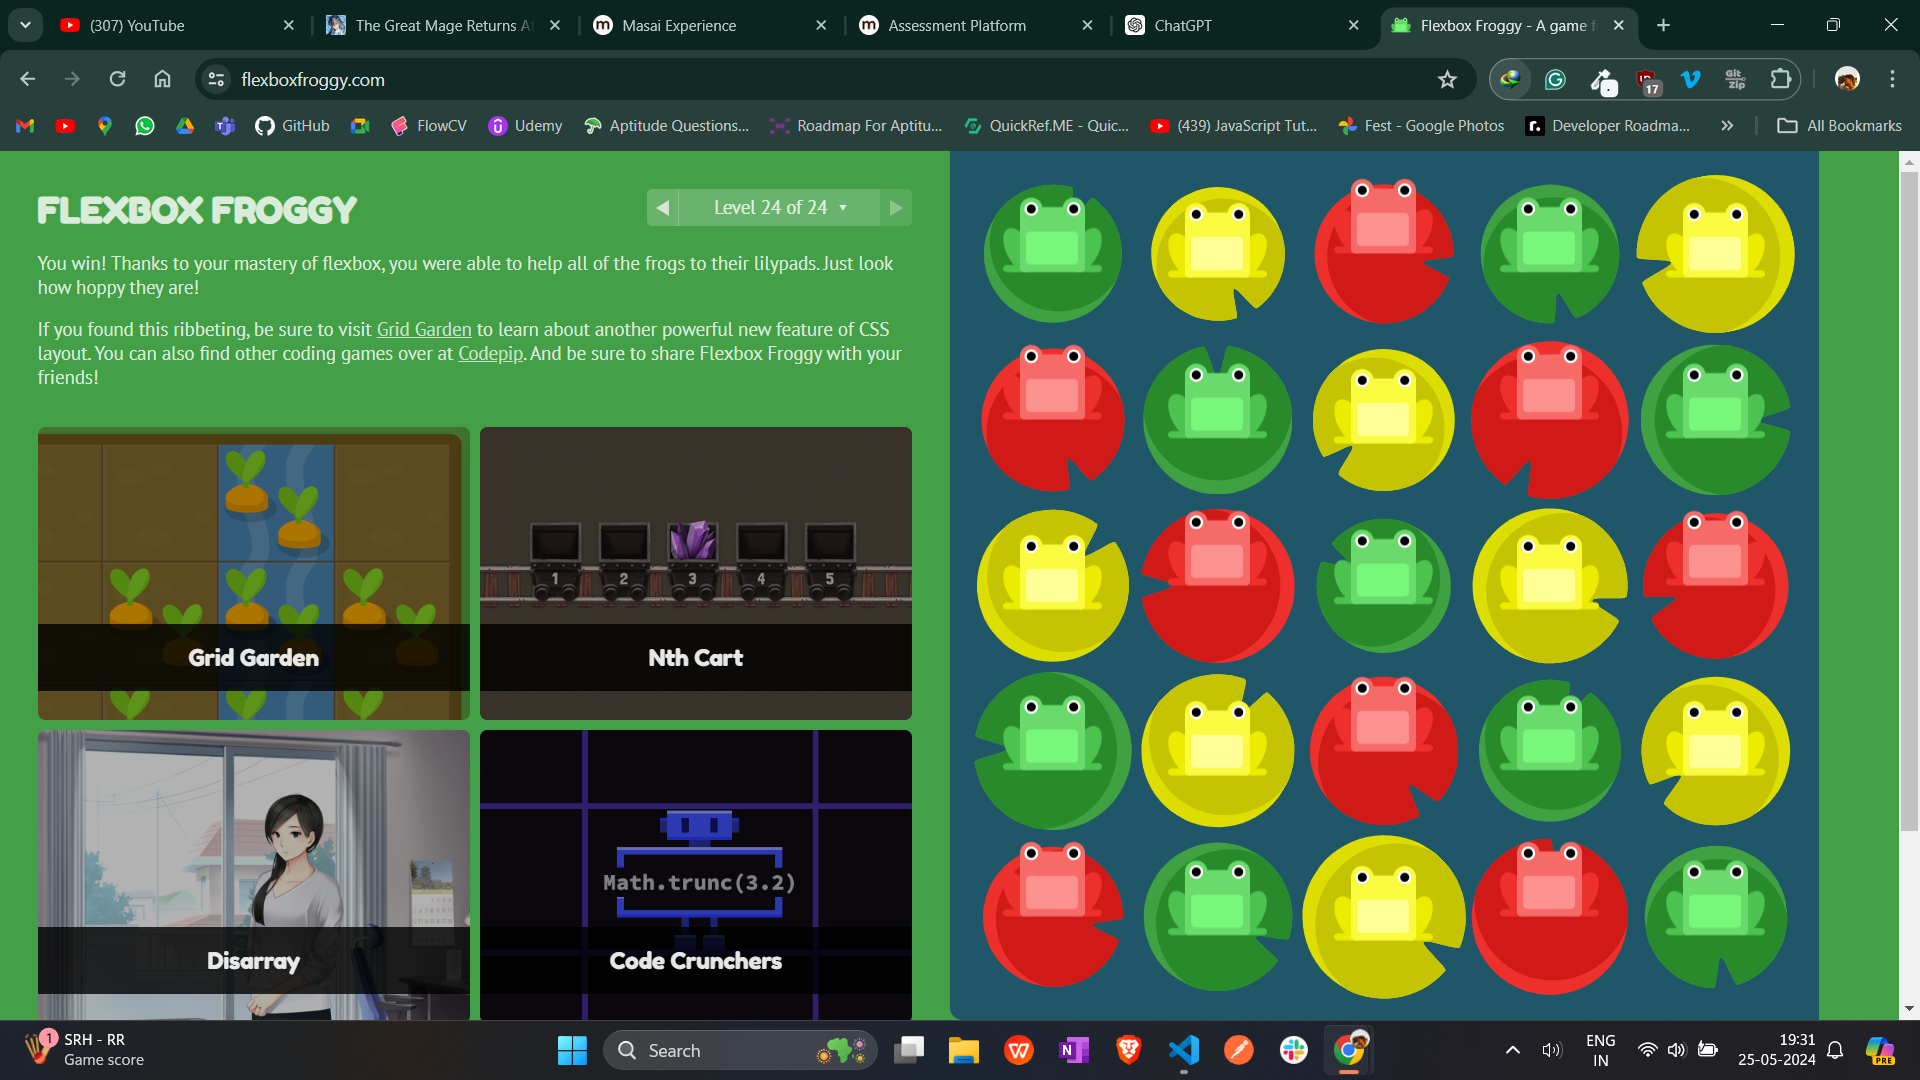 (307) YouTube
The Great Mage Returns A
Masai Experience
Assessment Platform
ChatGPT
Flexbox Froggy - A game f
flexboxfroggy.com
17
GitHub
FlowCV
Udemy
Aptitude Questions...
Roadmap For Aptitu...
QuickRef.ME - Quic...
(439) JavaScript Tut...
Fest - Google Photos
Developer Roadma...
All Bookmarks
FLEXBOX FROGGY
Level 24 of 24
You win! Thanks to your mastery of flexbox, you were able to help all of the frogs to their lilypads. Just look
how hoppy they are!
If you found this ribbeting, be sure to visit Grid Garden to learn about another powerful new feature of CSS
layout. You can also find other coding games over at Codepip. And be sure to share Flexbox Froggy with your
friends!
1 2 3 4 5
Grid Garden
Nth Cart
Math.trunc(3.2)
Disarray
Code Crunchers
1
SRH - RR
Game score
Search
ENG
IN
19:31
25-05-2024
PRE